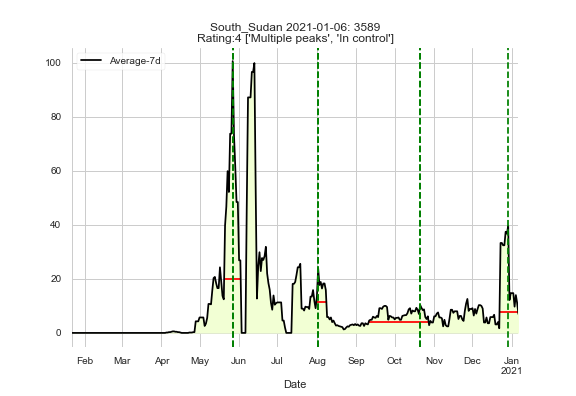 South_Sudan 2021-01-06: 3589
Rating:4 ['Multiple peaks', 'In control']
Average-7d
100
80
60
40
20
0
Feb Mar Apr May Jun Jul Aug Sep Oct Nov Dec Jan
2021
Date